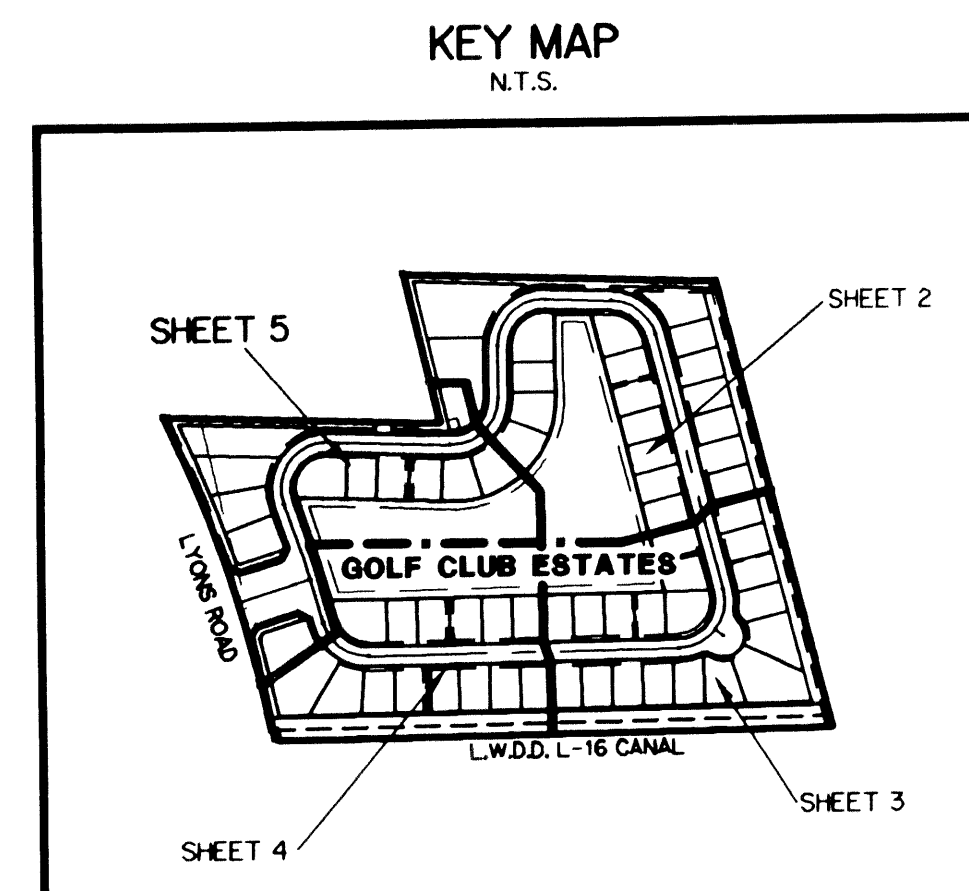 KEY MAP
N.T.S.
SHEET 2
SHEET 5
LYONS ROAD
GOLF CLUB ESTATES
L.W.D.D. L-16 CANAL
SHEET 3
SHEET 4